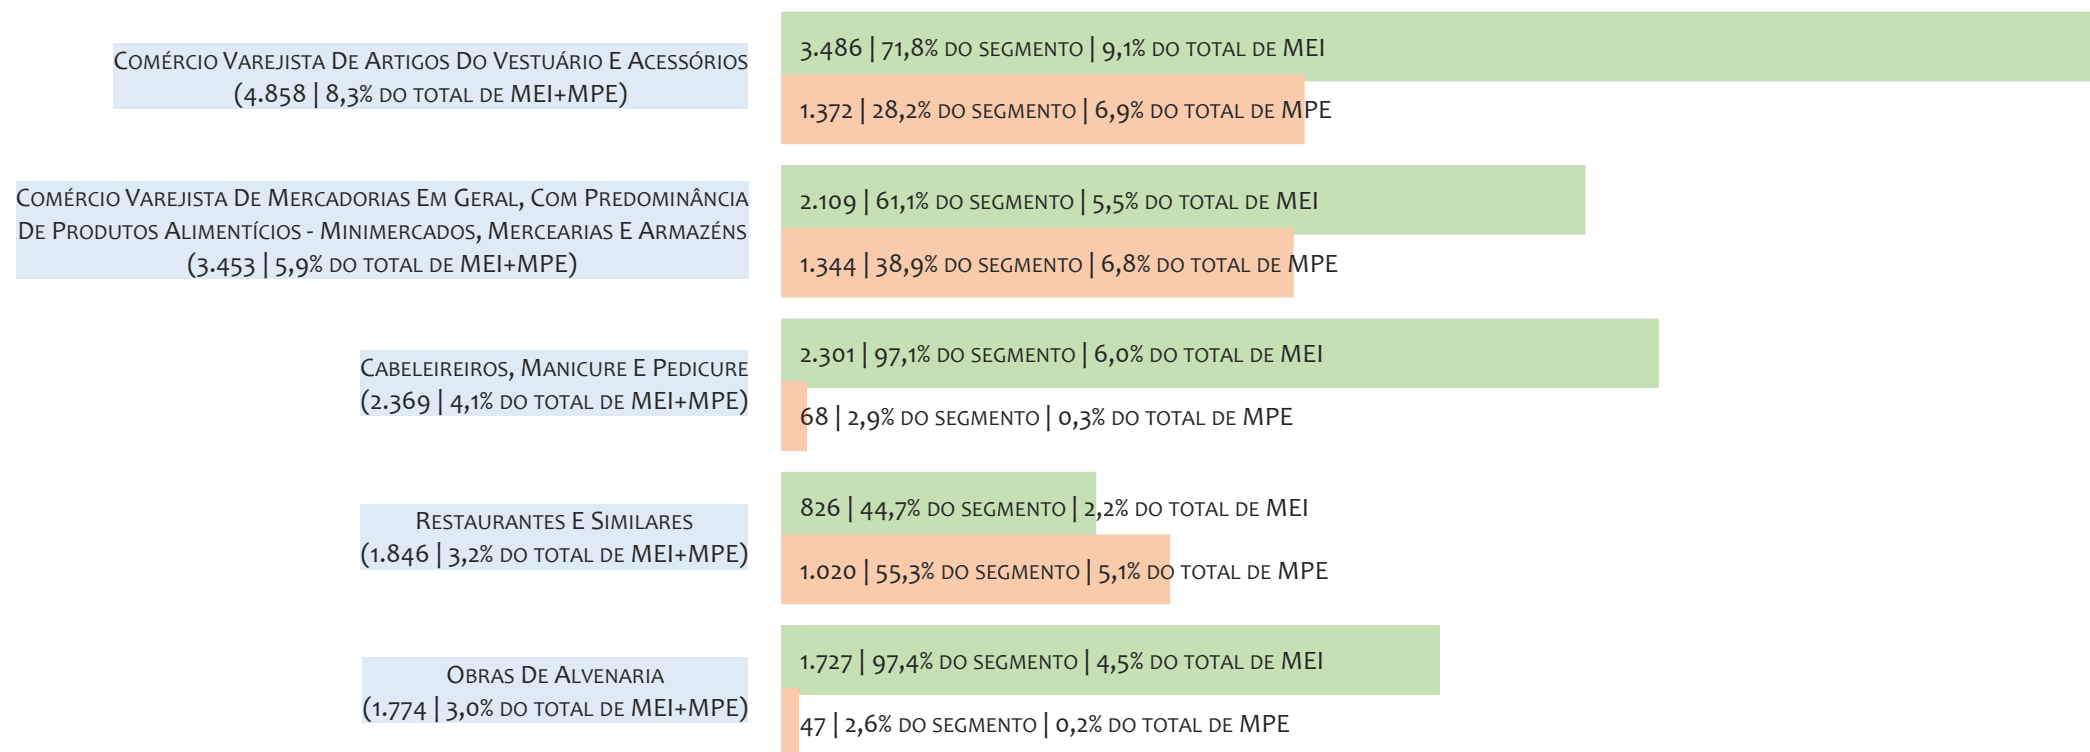 Comércio Varejista De Artigos Do Vestuário E Acessórios
(4.858 | 8,3% do total de MEI+MPE)
3.486 | 71,8% do segmento | 9,1% do total de MEI
1.372 | 28,2% do segmento | 6,9% do total de MPE
Comércio Varejista De Mercadorias Em Geral, Com Predominância
De Produtos Alimentícios - Minimercados, Mercearias E Armazéns
(3.453 | 5,9% do total de MEI+MPE)
2.109 | 61,1% do segmento | 5,5% do total de MEI
1.344 | 38,9% do segmento | 6,8% do total de MPE
Cabeleireiros, Manicure E Pedicure
(2.369 | 4,1% do total de MEI+MPE)
2.301 | 97,1% do segmento | 6,0% do total de MEI
68 | 2,9% do segmento | 0,3% do total de MPE
Restaurantes E Similares
(1.846 | 3,2% do total de MEI+MPE)
826 | 44,7% do segmento | 2,2% do total de MEI
1.020 | 55,3% do segmento | 5,1% do total de MPE
Obras De Alvenaria
(1.774 | 3,0% do total de MEI+MPE)
1.727 | 97,4% do segmento | 4,5% do total de MEI
47 | 2,6% do segmento | 0,2% do total de MPE